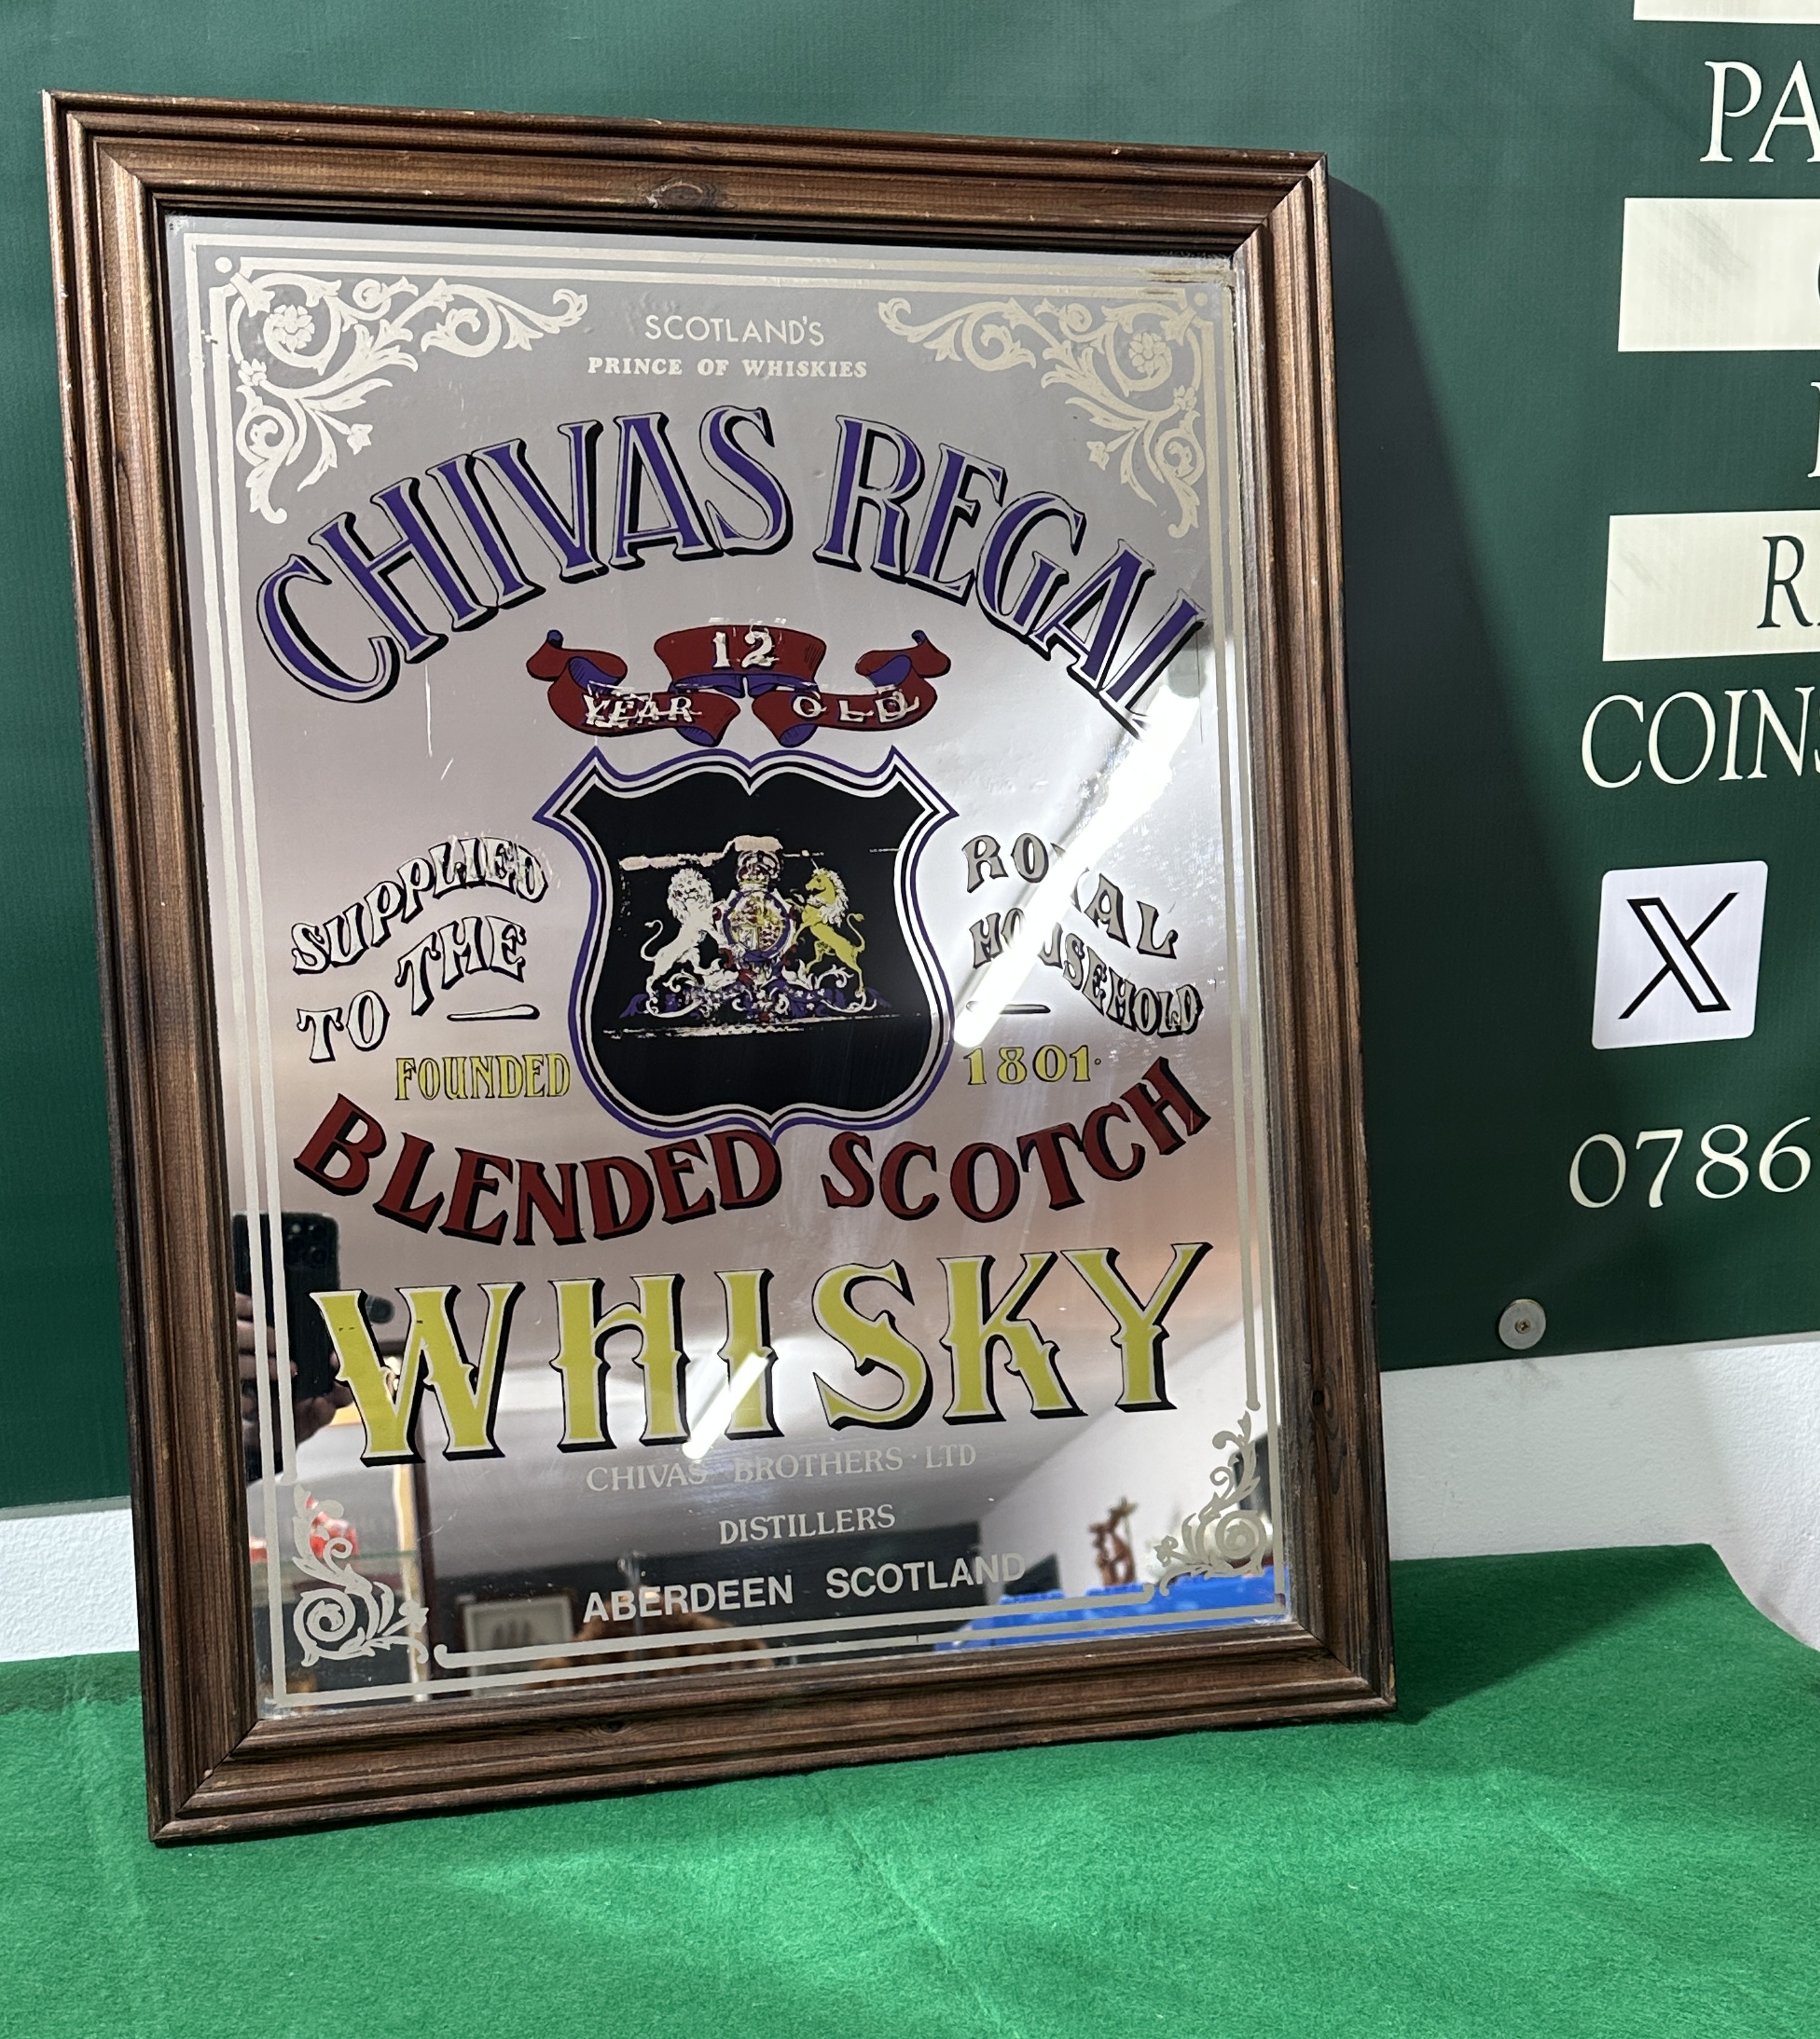 SCOTLAND'S
PRINCE OF WHISKIES
CHIVAS REGAL
12
YEAR OLD
SUPPLIED
TO THE
ROYAL
HOUSEHOLD
FOUNDED 1801
BLENDED SCOTCH
WHISKY
CHIVAS BROTHERS · LTD
DISTILLERS
ABERDEEN SCOTLAND
PA
R
COINS
X
0786